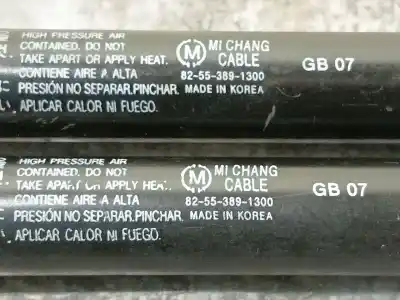 HIGH PRESSURE AIR
CONTAINED. DO NOT
TAKE APART OR APPLY HEAT.
CONTIENE AIRE A ALTA
PRESIÓN NO SEPARAR, PINCHAR.
APLICAR CALOR NI FUEGO.
M
MI CHANG
CABLE
82-55-389-1300
MADE IN KOREA
GB 07
HIGH PRESSURE AIR
CONTAINED. DO NOT
TAKE APART OR APPLY HEAT.
CONTIENE AIRE A ALTA
PRESIÓN NO SEPARAR, PINCHAR.
APLICAR CALOR NI FUEGO.
M
MI CHANG
CABLE
82-55-389-1300
MADE IN KOREA
GB 07